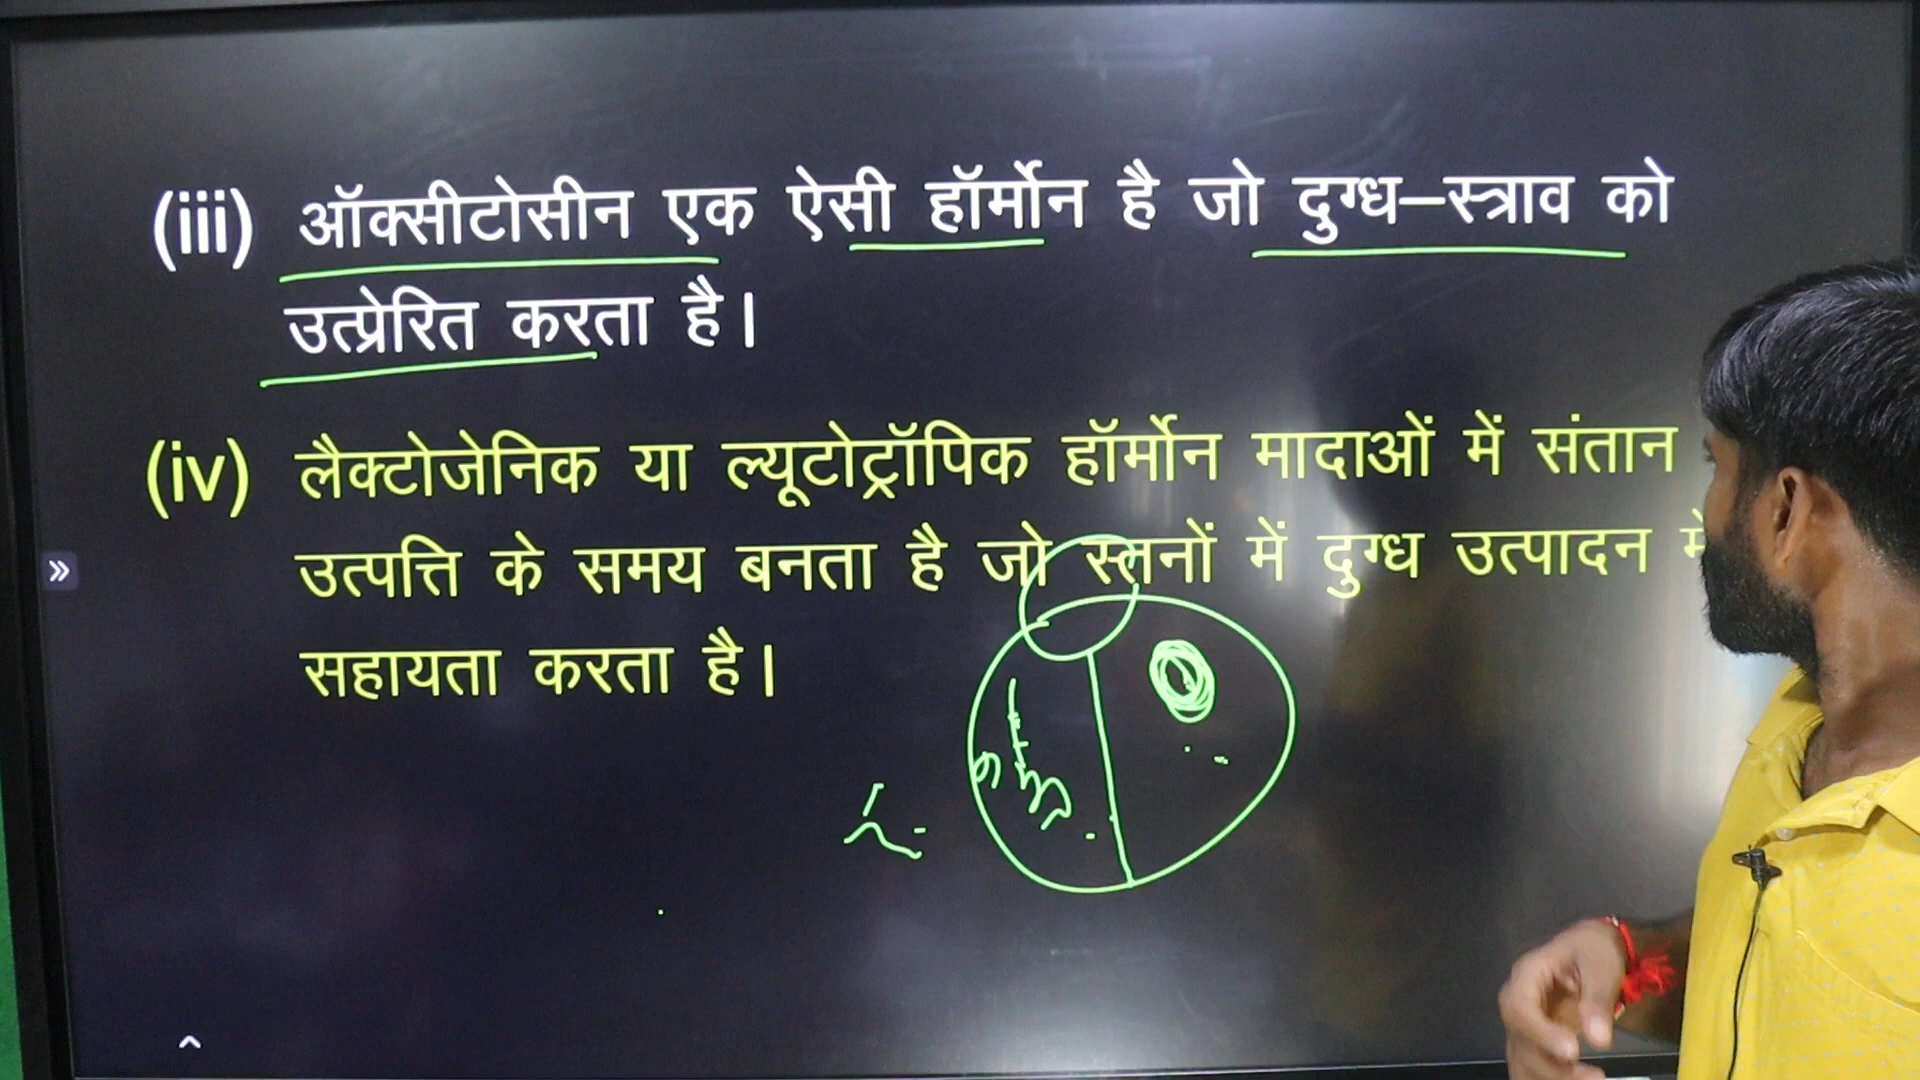 (iii) ऑक्सीटोसीन एक ऐसी हॉर्मोन है जो दुग्ध–स्त्राव को
उत्प्रेरित करता है।
(iv) लैक्टोजेनिक या ल्यूटोट्रॉपिक हॉर्मोन मादाओं में संतान
उत्पत्ति के समय बनता है जो स्तनों में दुग्ध उत्पादन में
सहायता करता है।